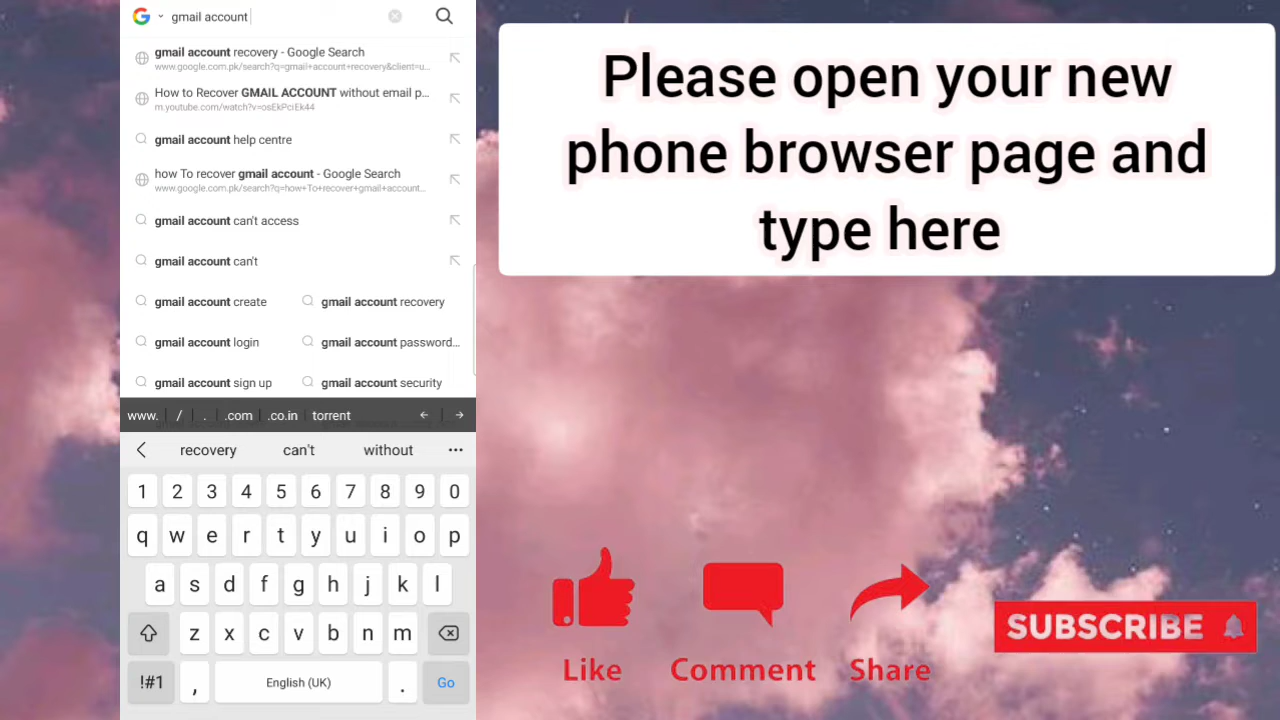 gmail account
gmail account recovery - Google Search
www.google.com.pk/search?q=gmail+account+recovery&client=u...
How to Recover GMAIL ACCOUNT without email p...
m.youtube.com/watch?v=osEkPciEk44
gmail account help centre
how To recover gmail account - Google Search
www.google.com.pk/search?q=how+To+recover+gmail+account...
gmail account can't access
gmail account can't
gmail account create
gmail account recovery
gmail account login
gmail account password...
gmail account sign up
gmail account security
www. / . .com .co.in torrent
recovery can't without
1 2 3 4 5 6 7 8 9 0
q w e r t y u i o p
a s d f g h j k l
z x c v b n m
!#1 , English (UK) . Go
Please open your new
phone browser page and
type here
Like Comment Share
SUBSCRIBE